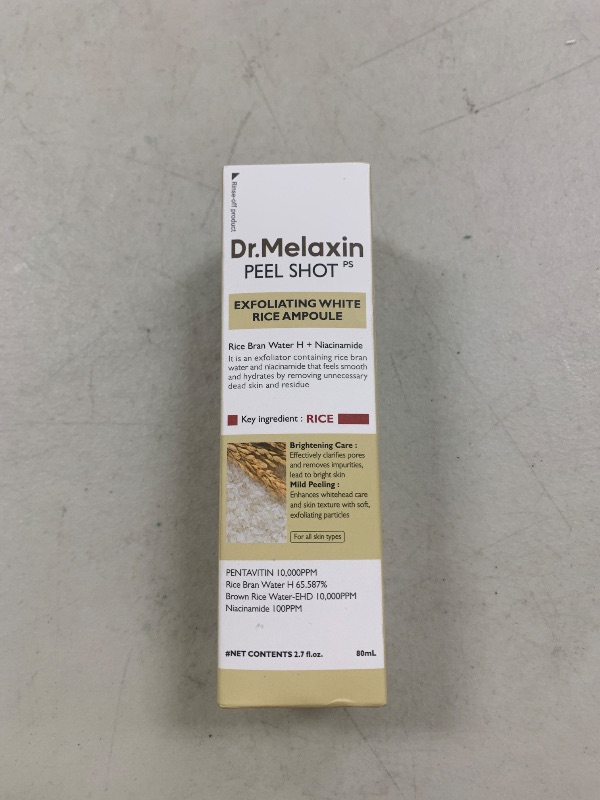 Rinse-off product
Dr.Melaxin
PEEL SHOT PS
EXFOLIATING WHITE
RICE AMPOULE
Rice Bran Water H + Niacinamide
It is an exfoliator containing rice bran
water and niacinamide that feels smooth
and hydrates by removing unnecessary
dead skin and residue
Key ingredient : RICE
Brightening Care :
Effectively clarifies pores
and removes impurities,
lead to bright skin
Mild Peeling :
Enhances whitehead care
and skin texture with soft,
exfoliating particles
For all skin types
PENTAVITIN 10,000PPM
Rice Bran Water H 65.587%
Brown Rice Water-EHD 10,000PPM
Niacinamide 100PPM
#NET CONTENTS 2.7 fl.oz. 80mL